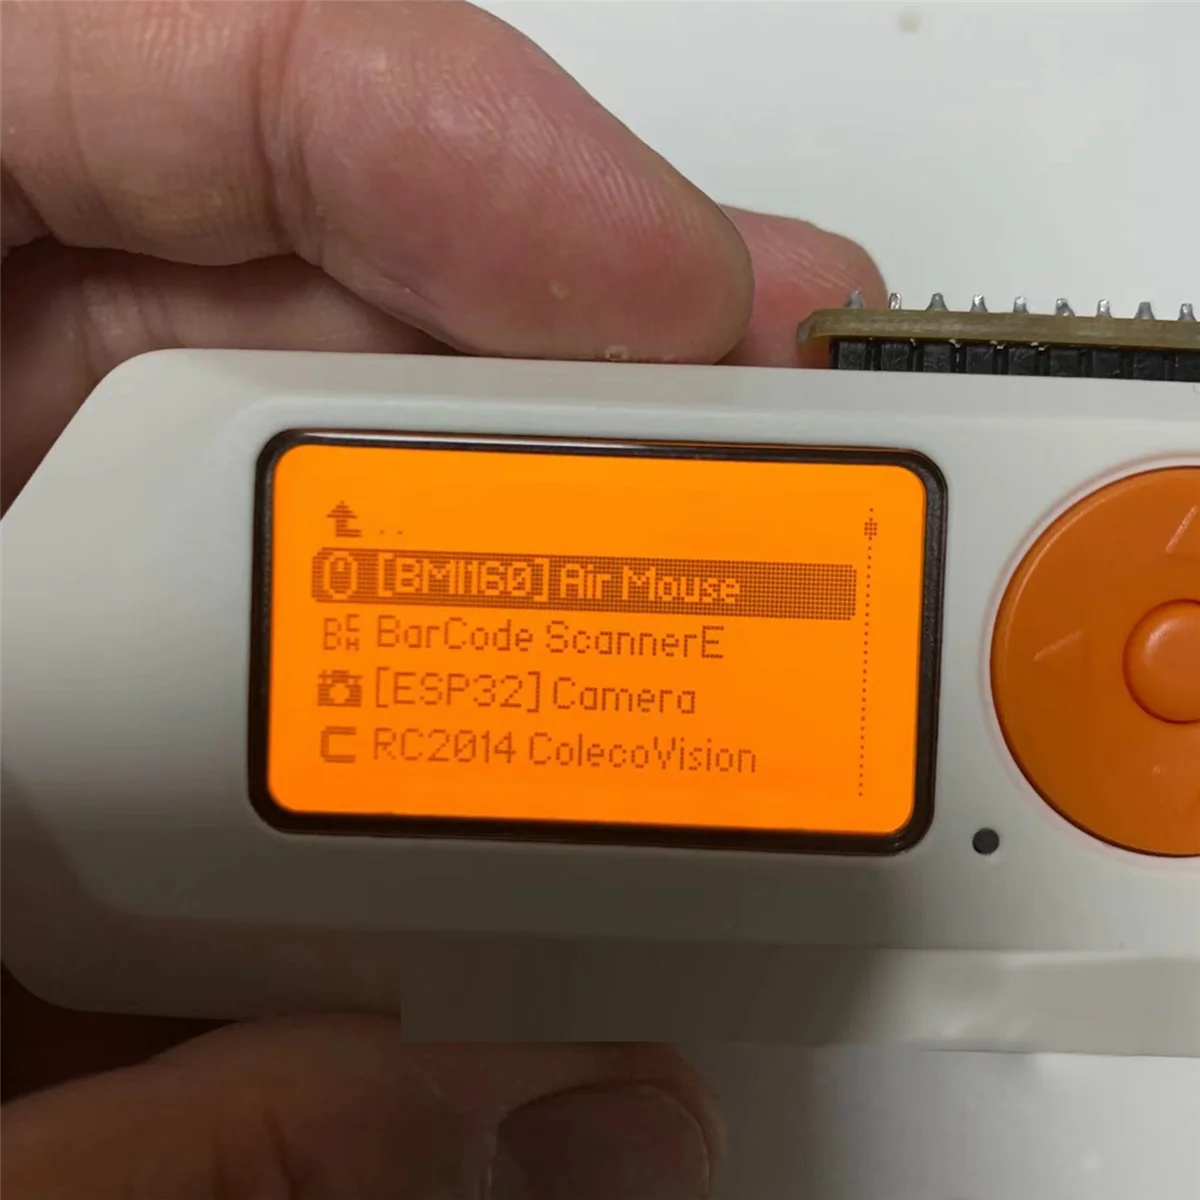 ..
[BMI160] Air Mouse
BarCode ScannerE
[ESP32] Camera
RC2014 ColecoVision